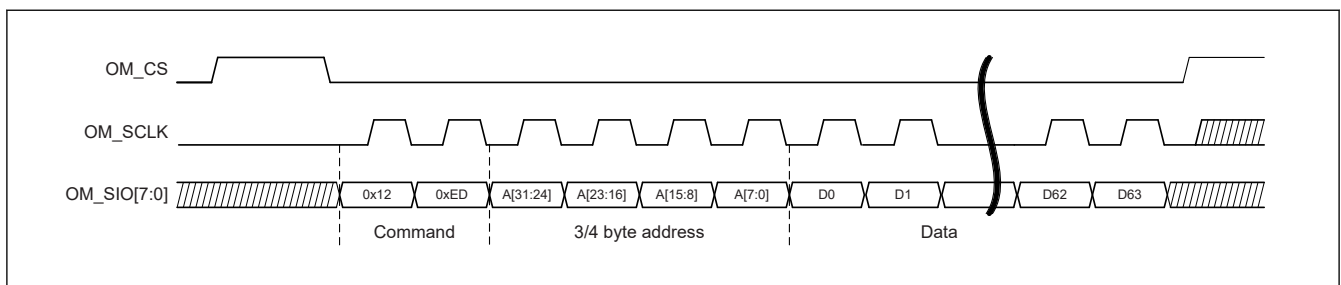 OM_CS
OM_SCLK
OM_SIO[7:0] 0x12 0xED A[31:24] A[23:16] A[15:8] A[7:0] D0 D1 D62 D63
Command 3/4 byte address Data